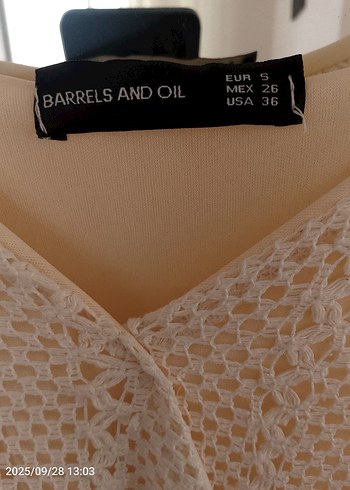 BARRELS AND OIL
EUR S
MEX 26
USA 36
2025/09/28 13:03